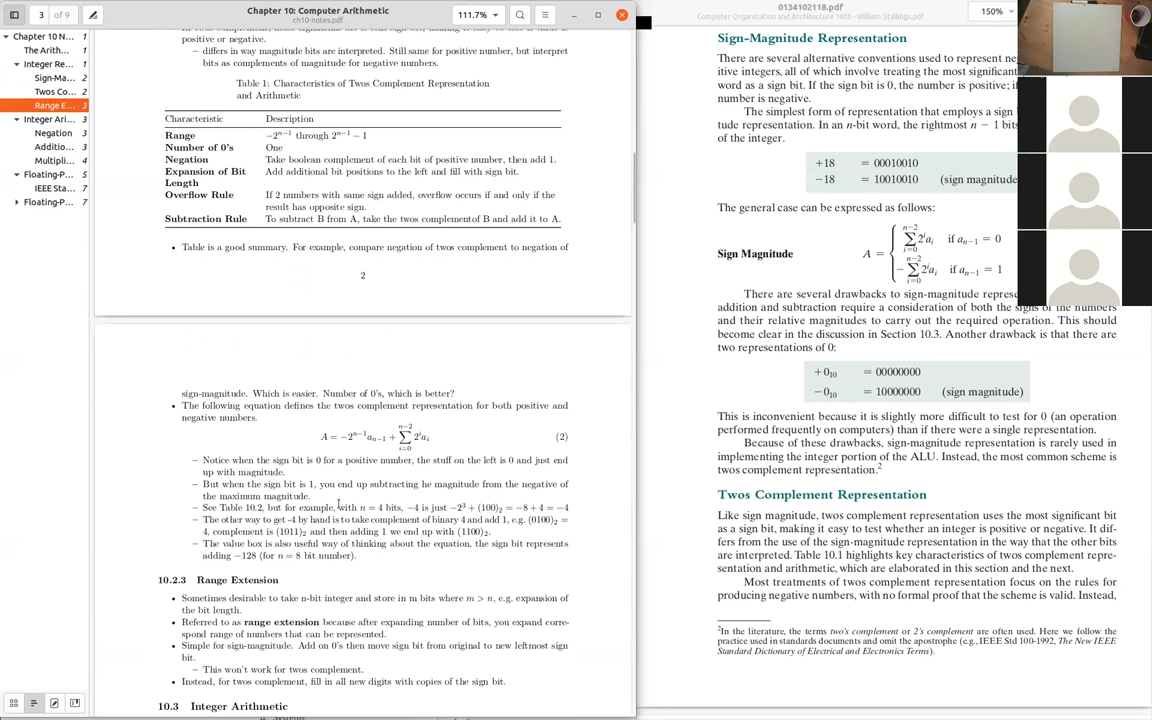 3 of 9
Chapter 10: Computer Arithmetic
ch10-notes.pdf
111.7%
Chapter 10 N... 1
The Arith... 1
Integer Re... 1
Sign-Ma... 2
Twos Co... 2
Range E... 3
Integer Ari... 3
Negation 3
Additio... 3
Multipli... 4
Floating-P... 5
IEEE Sta... 7
Floating-P... 7
positive or negative.
– differs in way magnitude bits are interpreted. Still same for positive number, but interpret
bits as complements of magnitude for negative numbers.
Table 1: Characteristics of Twos Complement Representation
and Arithmetic
Characteristic Description
Range −2ⁿ⁻¹ through 2ⁿ⁻¹ − 1
Number of 0's One
Negation Take boolean complement of each bit of positive number, then add 1.
Expansion of Bit Length Add additional bit positions to the left and fill with sign bit.
Overflow Rule If 2 numbers with same sign added, overflow occurs if and only if the
result has opposite sign.
Subtraction Rule To subtract B from A, take the twos complementof B and add it to A.
• Table is a good summary. For example, compare negation of twos complement to negation of
2
sign-magnitude. Which is easier. Number of 0's, which is better?
• The following equation defines the twos complement representation for both positive and
negative numbers.
A = −2ⁿ⁻¹aₙ₋₁ + ∑ᵢ₌₀ⁿ⁻² 2ⁱaᵢ (2)
– Notice when the sign bit is 0 for a positive number, the stuff on the left is 0 and just end
up with magnitude.
– But when the sign bit is 1, you end up subtracting he magnitude from the negative of
the maximum magnitude.
– See Table 10.2, but for example, with n = 4 bits, −4 is just −2³ + (100)₂ = −8 + 4 = −4
– The other way to get -4 by hand is to take complement of binary 4 and add 1, e.g. (0100)₂ =
4, complement is (1011)₂ and then adding 1 we end up with (1100)₂.
– The value box is also useful way of thinking about the equation, the sign bit represents
adding −128 (for n = 8 bit number).
10.2.3 Range Extension
• Sometimes desirable to take n-bit integer and store in m bits where m > n, e.g. expansion of
the bit length.
• Referred to as range extension because after expanding number of bits, you expand corre-
spond range of numbers that can be represented.
• Simple for sign-magnitude. Add on 0's then move sign bit from original to new leftmost sign
bit.
– This won't work for twos complement.
• Instead, for twos complement, fill in all new digits with copies of the sign bit.
10.3 Integer Arithmetic
0134102118.pdf
Computer Organization and Architecture 10th - William Stallings.pdf
150%
Sign-Magnitude Representation
There are several alternative conventions used to represent ne
itive integers, all of which involve treating the most significant
word as a sign bit. If the sign bit is 0, the number is positive; i
number is negative.
The simplest form of representation that employs a sign
tude representation. In an n-bit word, the rightmost n − 1 bits
of the integer.
+18 = 00010010
−18 = 10010010 (sign magnitude
The general case can be expressed as follows:
Sign Magnitude A = { ∑ᵢ₌₀ⁿ⁻² 2ⁱaᵢ if aₙ₋₁ = 0
−∑ᵢ₌₀ⁿ⁻² 2ⁱaᵢ if aₙ₋₁ = 1
There are several drawbacks to sign-magnitude represe
addition and subtraction require a consideration of both the signs of the numbers
and their relative magnitudes to carry out the required operation. This should
become clear in the discussion in Section 10.3. Another drawback is that there are
two representations of 0:
+0₁₀ = 00000000
−0₁₀ = 10000000 (sign magnitude)
This is inconvenient because it is slightly more difficult to test for 0 (an operation
performed frequently on computers) than if there were a single representation.
Because of these drawbacks, sign-magnitude representation is rarely used in
implementing the integer portion of the ALU. Instead, the most common scheme is
twos complement representation.²
Twos Complement Representation
Like sign magnitude, twos complement representation uses the most significant bit
as a sign bit, making it easy to test whether an integer is positive or negative. It dif-
fers from the use of the sign-magnitude representation in the way that the other bits
are interpreted. Table 10.1 highlights key characteristics of twos complement repre-
sentation and arithmetic, which are elaborated in this section and the next.
Most treatments of twos complement representation focus on the rules for
producing negative numbers, with no formal proof that the scheme is valid. Instead,
²In the literature, the terms two's complement or 2's complement are often used. Here we follow the
practice used in standards documents and omit the apostrophe (e.g., IEEE Std 100-1992, The New IEEE
Standard Dictionary of Electrical and Electronics Terms).